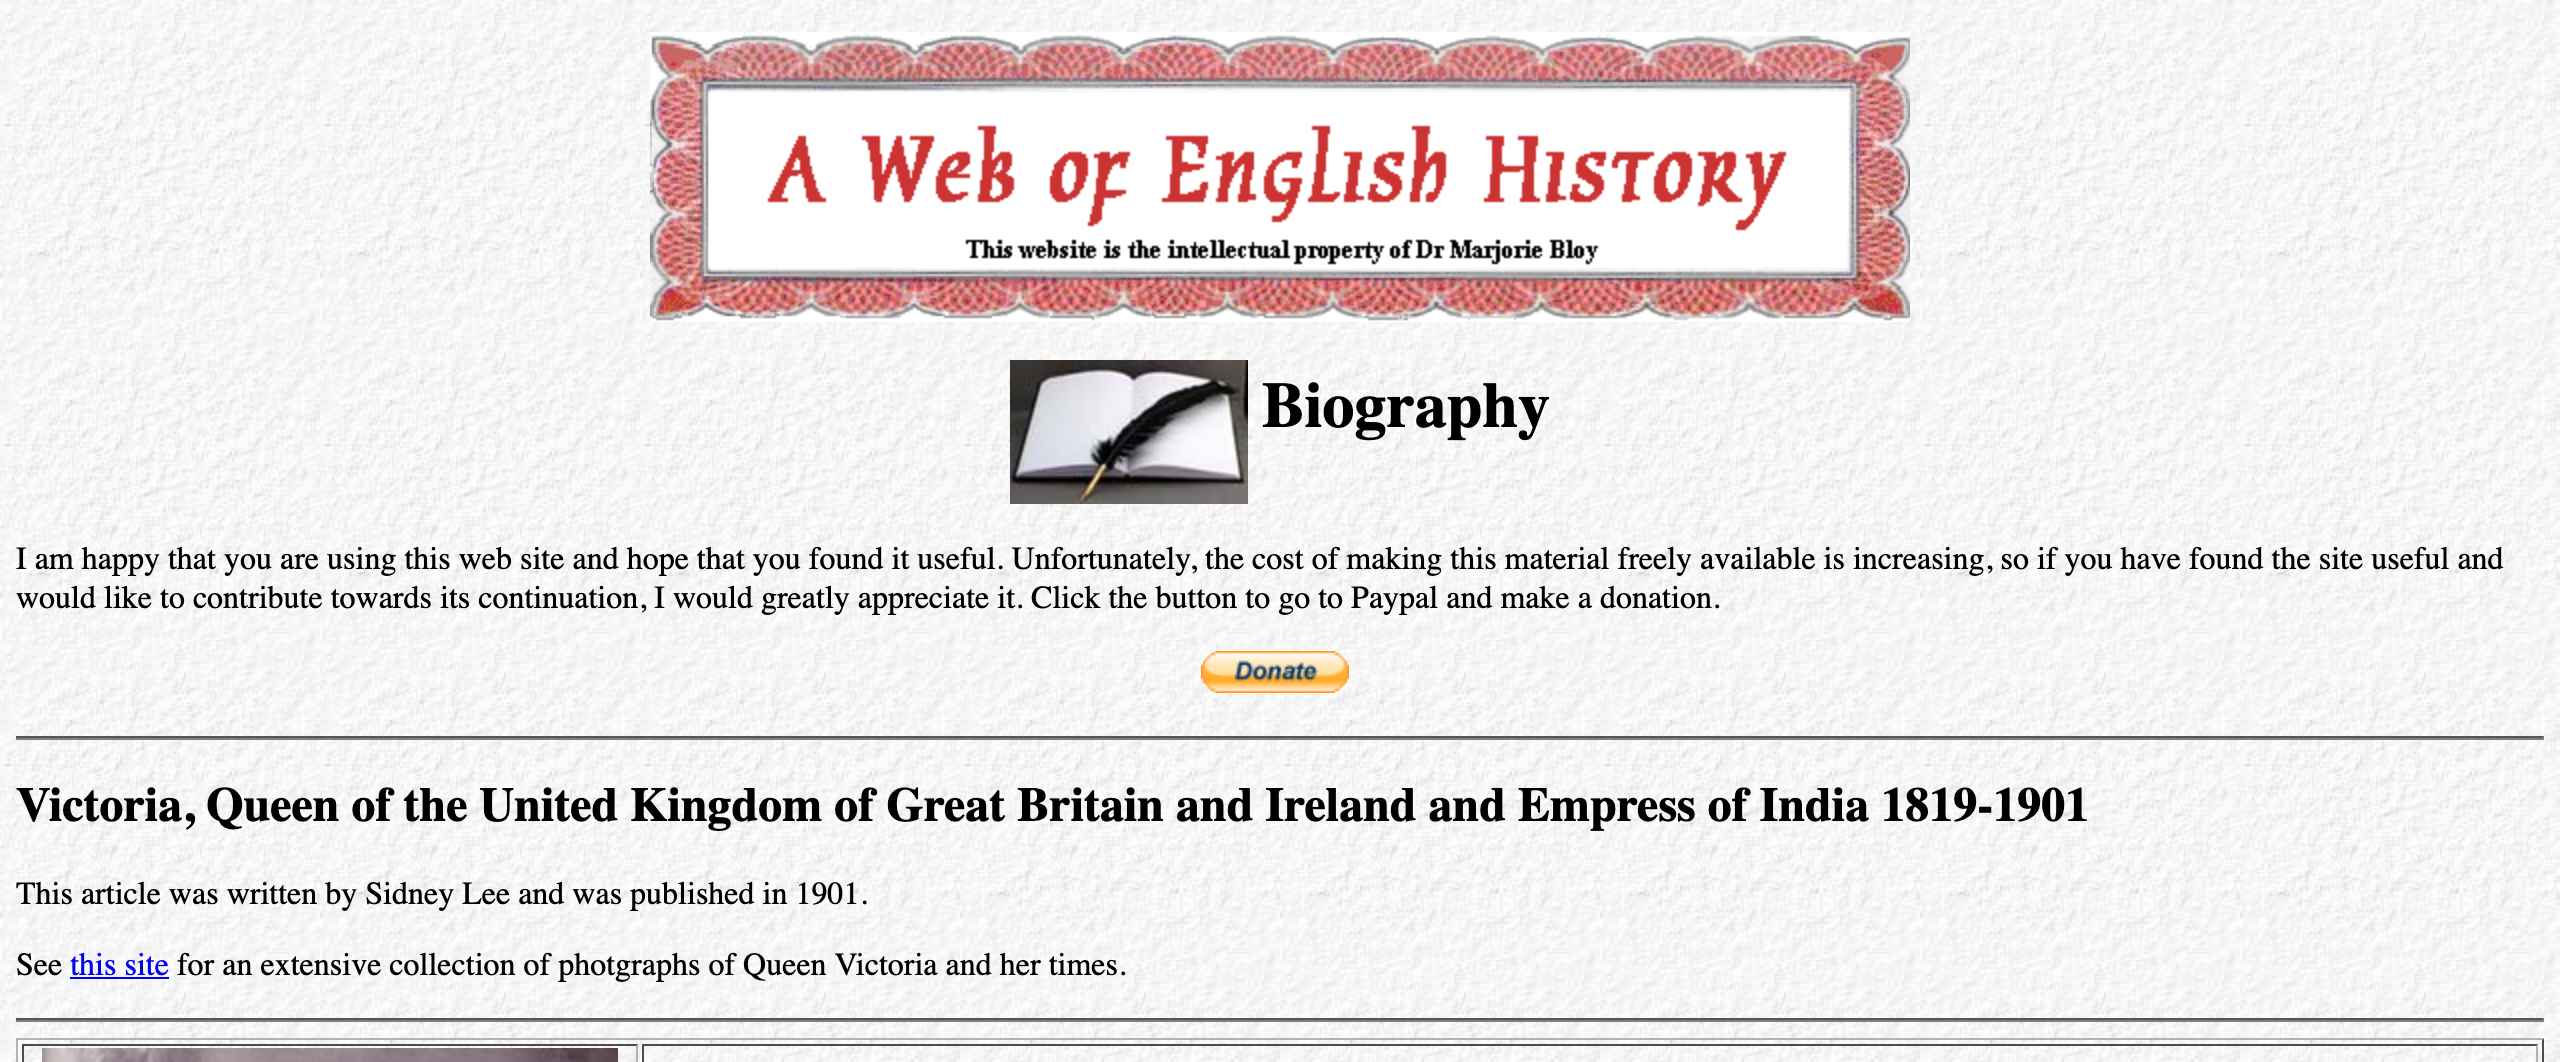 A Web of English History
This website is the intellectual property of Dr Marjorie Bloy
Biography
I am happy that you are using this web site and hope that you found it useful. Unfortunately, the cost of making this material freely available is increasing, so if you have found the site useful and
would like to contribute towards its continuation, I would greatly appreciate it. Click the button to go to Paypal and make a donation.
Donate
Victoria, Queen of the United Kingdom of Great Britain and Ireland and Empress of India 1819-1901
This article was written by Sidney Lee and was published in 1901.
See this site for an extensive collection of photgraphs of Queen Victoria and her times.